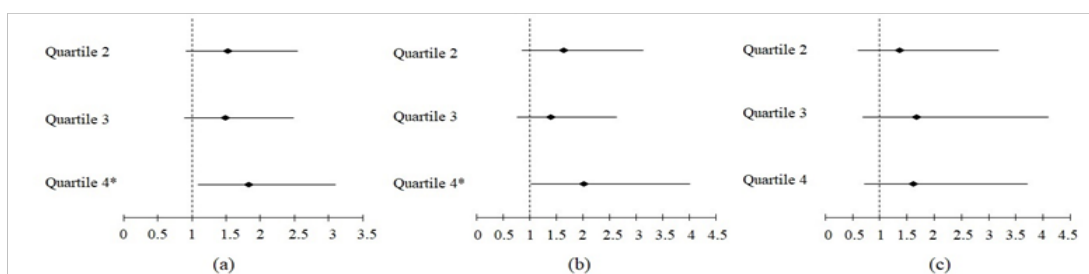 Quartile 2
Quartile 3
Quartile 4*
0 0.5 1 1.5 2 2.5 3 3.5
(a)
Quartile 2
Quartile 3
Quartile 4*
0 0.5 1 1.5 2 2.5 3 3.5 4 4.5
(b)
Quartile 2
Quartile 3
Quartile 4
0 0.5 1 1.5 2 2.5 3 3.5 4 4.5
(c)